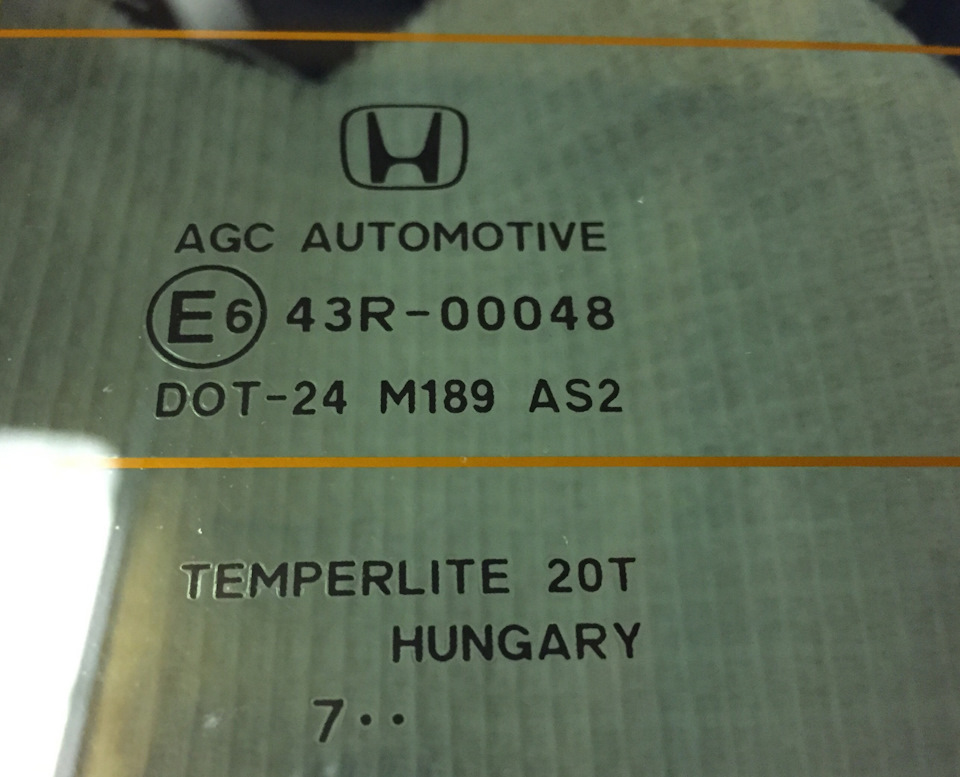 AGC AUTOMOTIVE
E6 43R-00048
DOT-24 M189 AS2
TEMPERLITE 20T
HUNGARY
7··